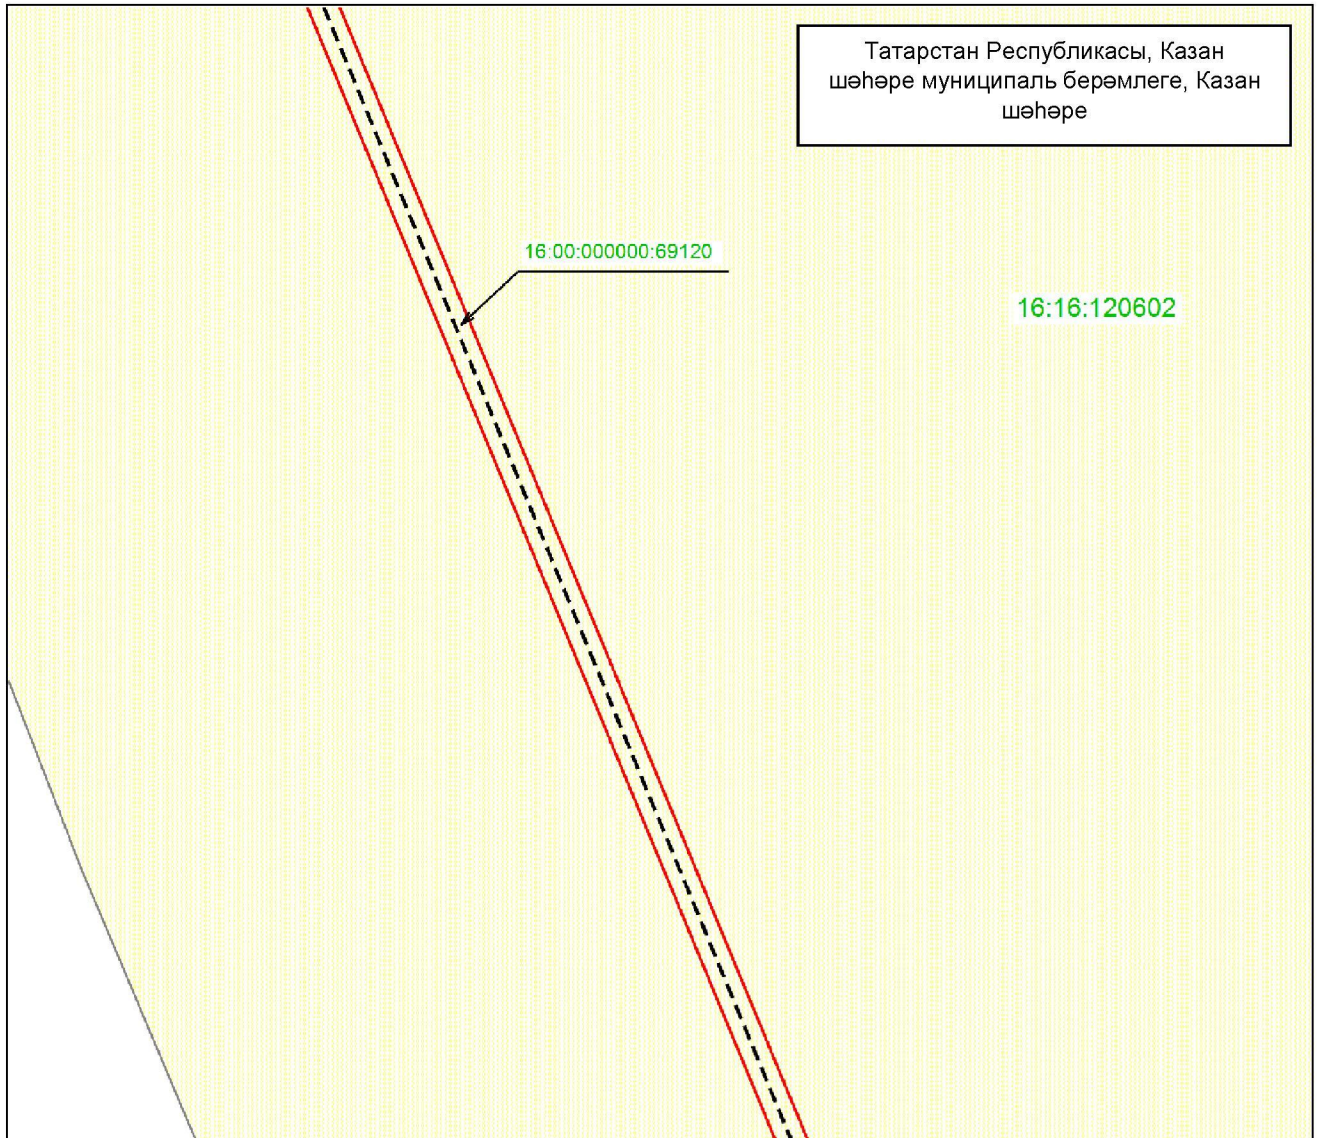 Татарстан Республикасы, Казан
шәһәре муниципаль берәмлеге, Казан
шәһәре
16:00:000000:69120
16:16:120602